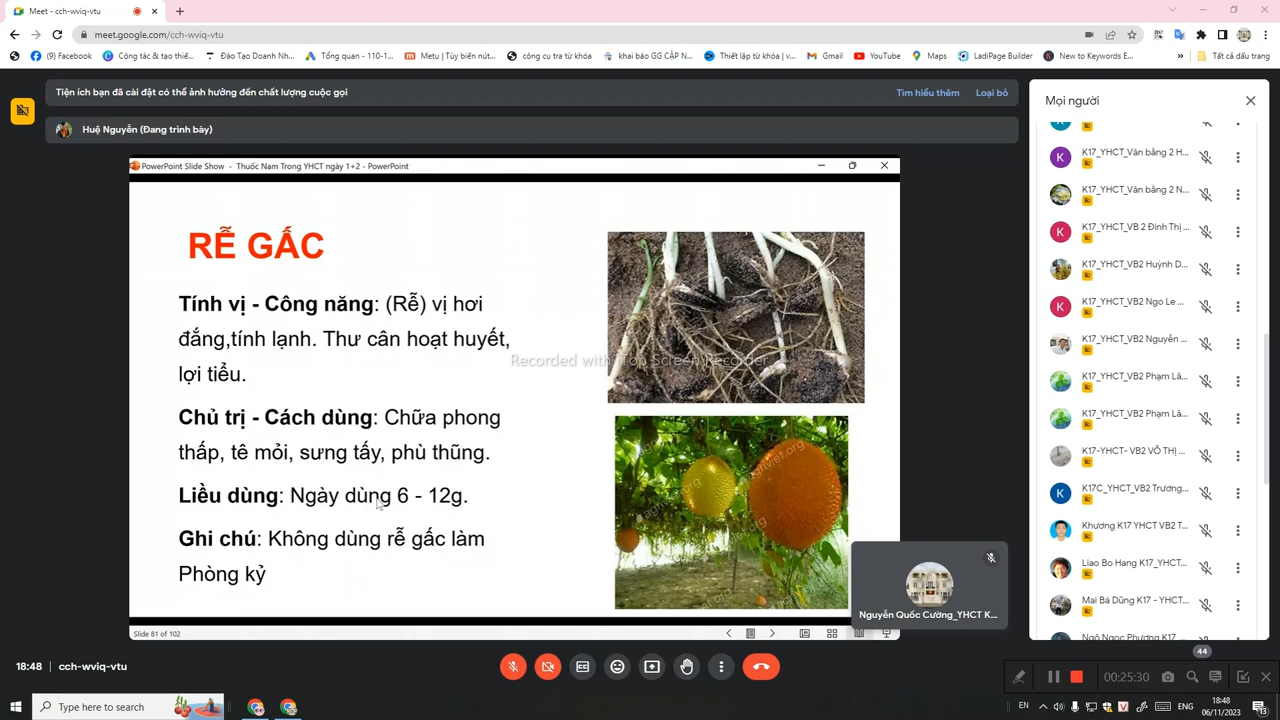 Meet - cch-wviq-vtu
meet.google.com/cch-wviq-vtu
(6) Facebook
Công tác & tạo thiế...
Đào Tạo Doanh Nh...
Tổng quan - 110-1...
Metu | Tùy biến nút...
công cụ tra từ khóa
khai báo GG CẤP N...
Thiết lập từ khóa | v...
Gmail
YouTube
Maps
LadiPage Builder
New to Keywords E...
»
Tất cả dấu trang
Tiện ích bạn đã cài đặt có thể ảnh hưởng đến chất lượng cuộc gọi
Tìm hiểu thêm
Loại bỏ
Huệ Nguyễn (Đang trình bày)
PowerPoint Slide Show - Thuốc Nam Trong YHCT ngày 1+2 - PowerPoint
RỄ GẤC
Tính vị - Công năng: (Rễ) vị hơi
đắng,tính lạnh. Thư cân hoạt huyết,
lợi tiểu.
Chủ trị - Cách dùng: Chữa phong
thấp, tê mỏi, sưng tấy, phù thũng.
Liều dùng: Ngày dùng 6 - 12g.
Ghi chú: Không dùng rễ gấc làm
Phòng kỷ
Recorded with Top Screen Recorder
agriviet.org
Slide 81 of 102
Nguyễn Quốc Cường_YHCT K...
Mọi người
K
K17_YHCT_Văn bằng 2 H...
K17_YHCT_Văn bằng 2 N...
K
K17_YHCT_VB 2 Đinh Thị ...
K17_YHCT_VB2 Huỳnh D...
K
K17_YHCT_VB2 Ngo Le ...
K17_YHCT_VB2 Nguyễn ...
K17_YHCT_VB2 Phạm Lâ...
K17_YHCT_VB2 Phạm Lâ...
K17-YHCT- VB2 VÕ THỊ ...
K
K17C_YHCT_VB2 Trương...
Khương K17 YHCT VB2 T...
Liao Bo Hang K17_YHCT...
Mai Bá Dũng K17 - YHCT...
Ngô Ngọc Phượng K17 ...
44
18:48
cch-wviq-vtu
00:25:30
Type here to search
EN
ENG
18:48
06/11/2023
13